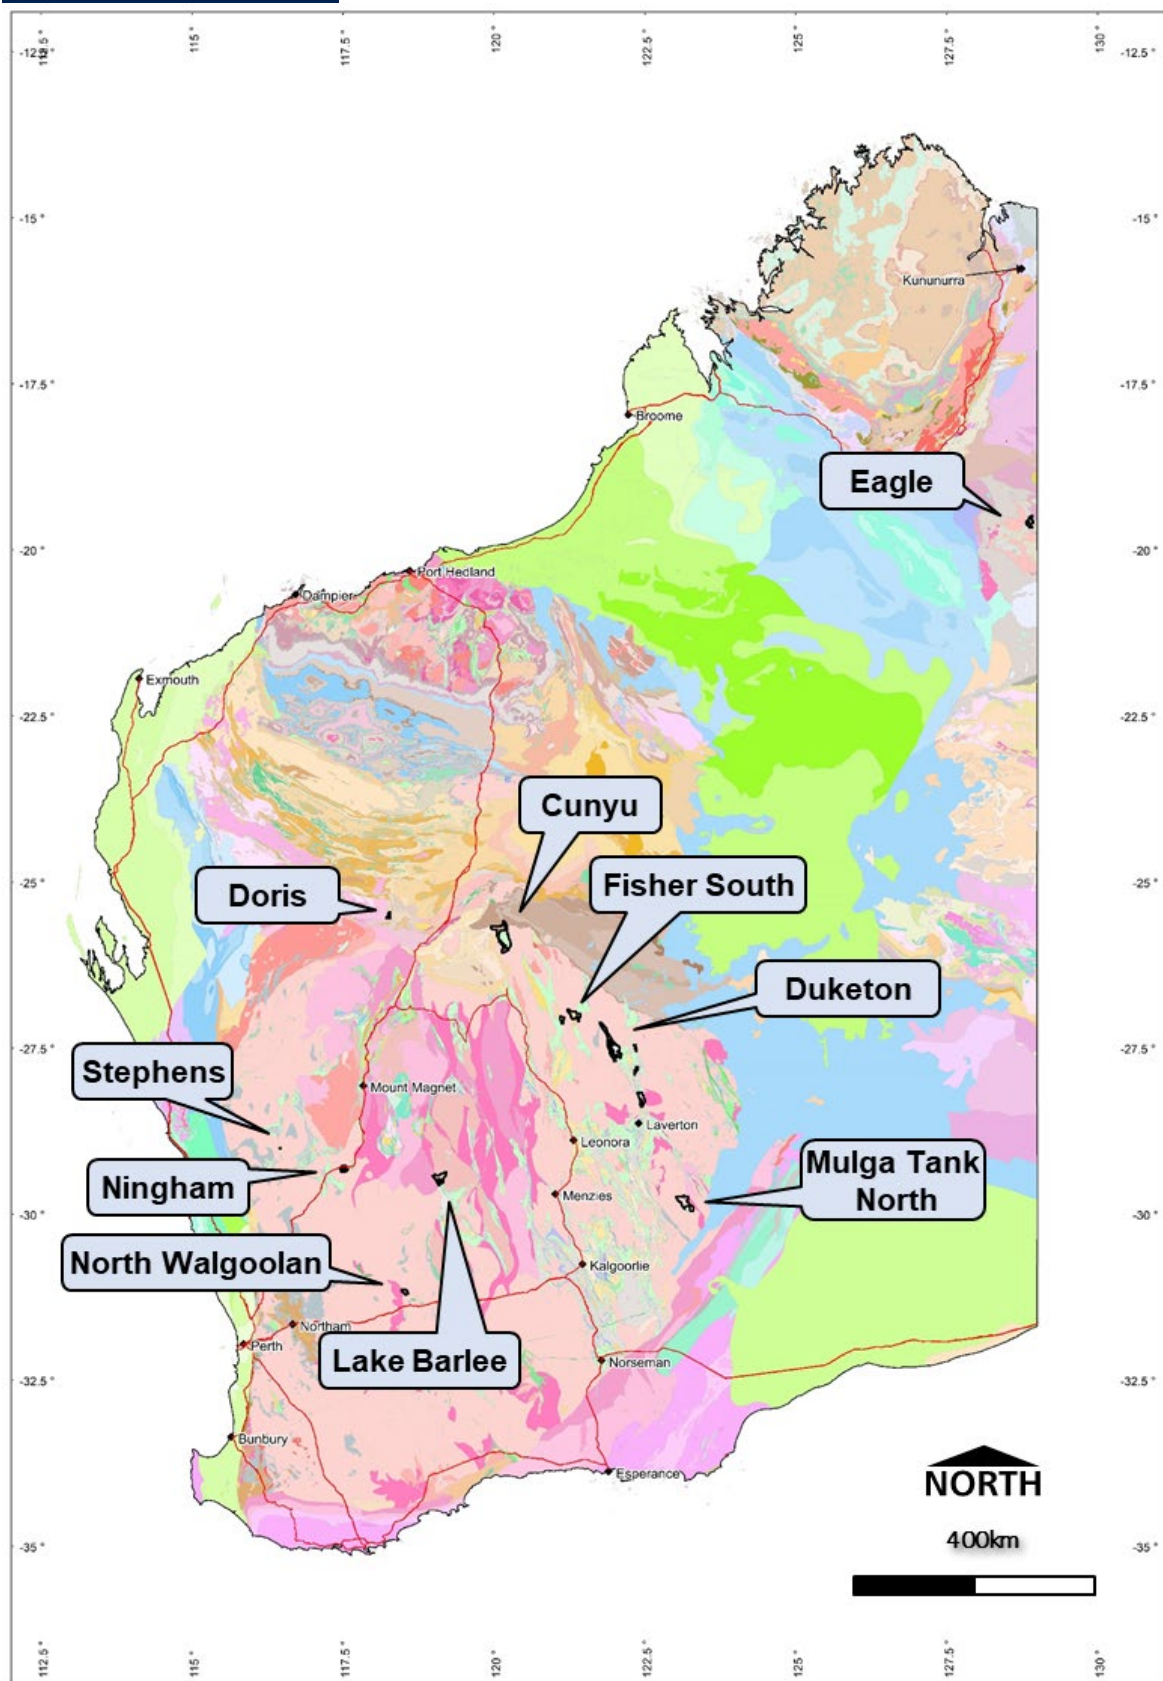 112.5 °
115 °
117.5 °
120 °
122.5 °
125 °
127.5 °
130 °
-12.5 °
-12.5 °
-15 °
-15 °
Kununurra
-17.5 °
-17.5 °
Broome
Eagle
-20 °
-20 °
Port Hedland
Dampier
Exmouth
-22.5 °
-22.5 °
Cunyu
Fisher South
Doris
-25 °
-25 °
Duketon
-27.5 °
-27.5 °
Stephens
Mount Magnet
Laverton
Leonora
Mulga Tank
North
Ningham
Menzies
-30 °
-30 °
North Walgoolan
Kalgoorlie
Northam
Perth
Lake Barlee
Norseman
-32.5 °
-32.5 °
Bunbury
Esperance
NORTH
400km
-35 °
-35 °
112.5 °
115 °
117.5 °
120 °
122.5 °
125 °
127.5 °
130 °